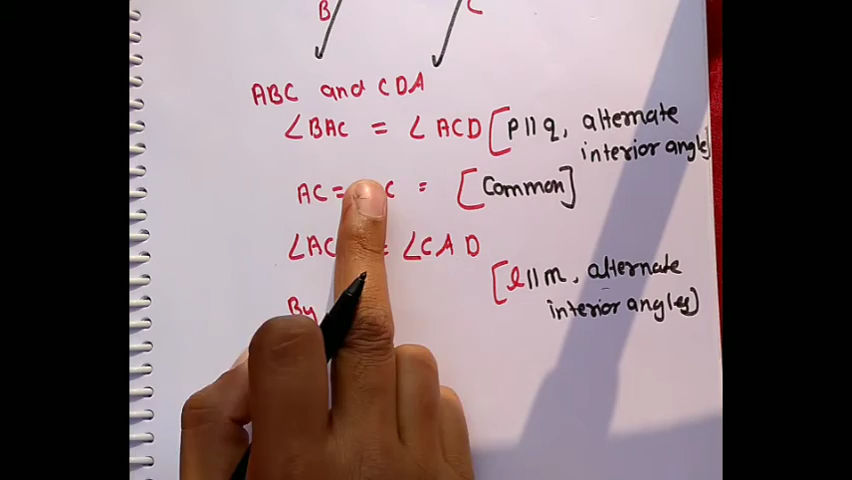 B C
ABC and CDA
∠BAC = ∠ACD [p || q, alternate
interior angle]
AC = C = [Common]
∠AC = ∠CAD
[l || m, alternate
interior angles]
By